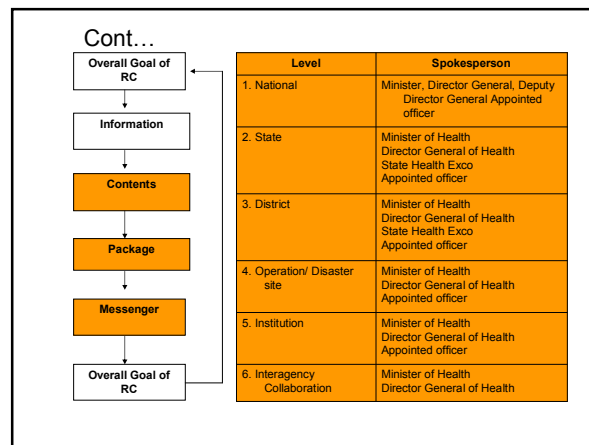 Cont…
Overall Goal of
RC
Information
Contents
Package
Messenger
Overall Goal of
RC
Level
Spokesperson
1. National
Minister, Director General, Deputy
Director General Appointed
officer
2. State
Minister of Health
Director General of Health
State Health Exco
Appointed officer
3. District
Minister of Health
Director General of Health
State Health Exco
Appointed officer
4. Operation/ Disaster
site
Minister of Health
Director General of Health
Appointed officer
5. Institution
Minister of Health
Director General of Health
Appointed officer
6. Interagency
Collaboration
Minister of Health
Director General of Health